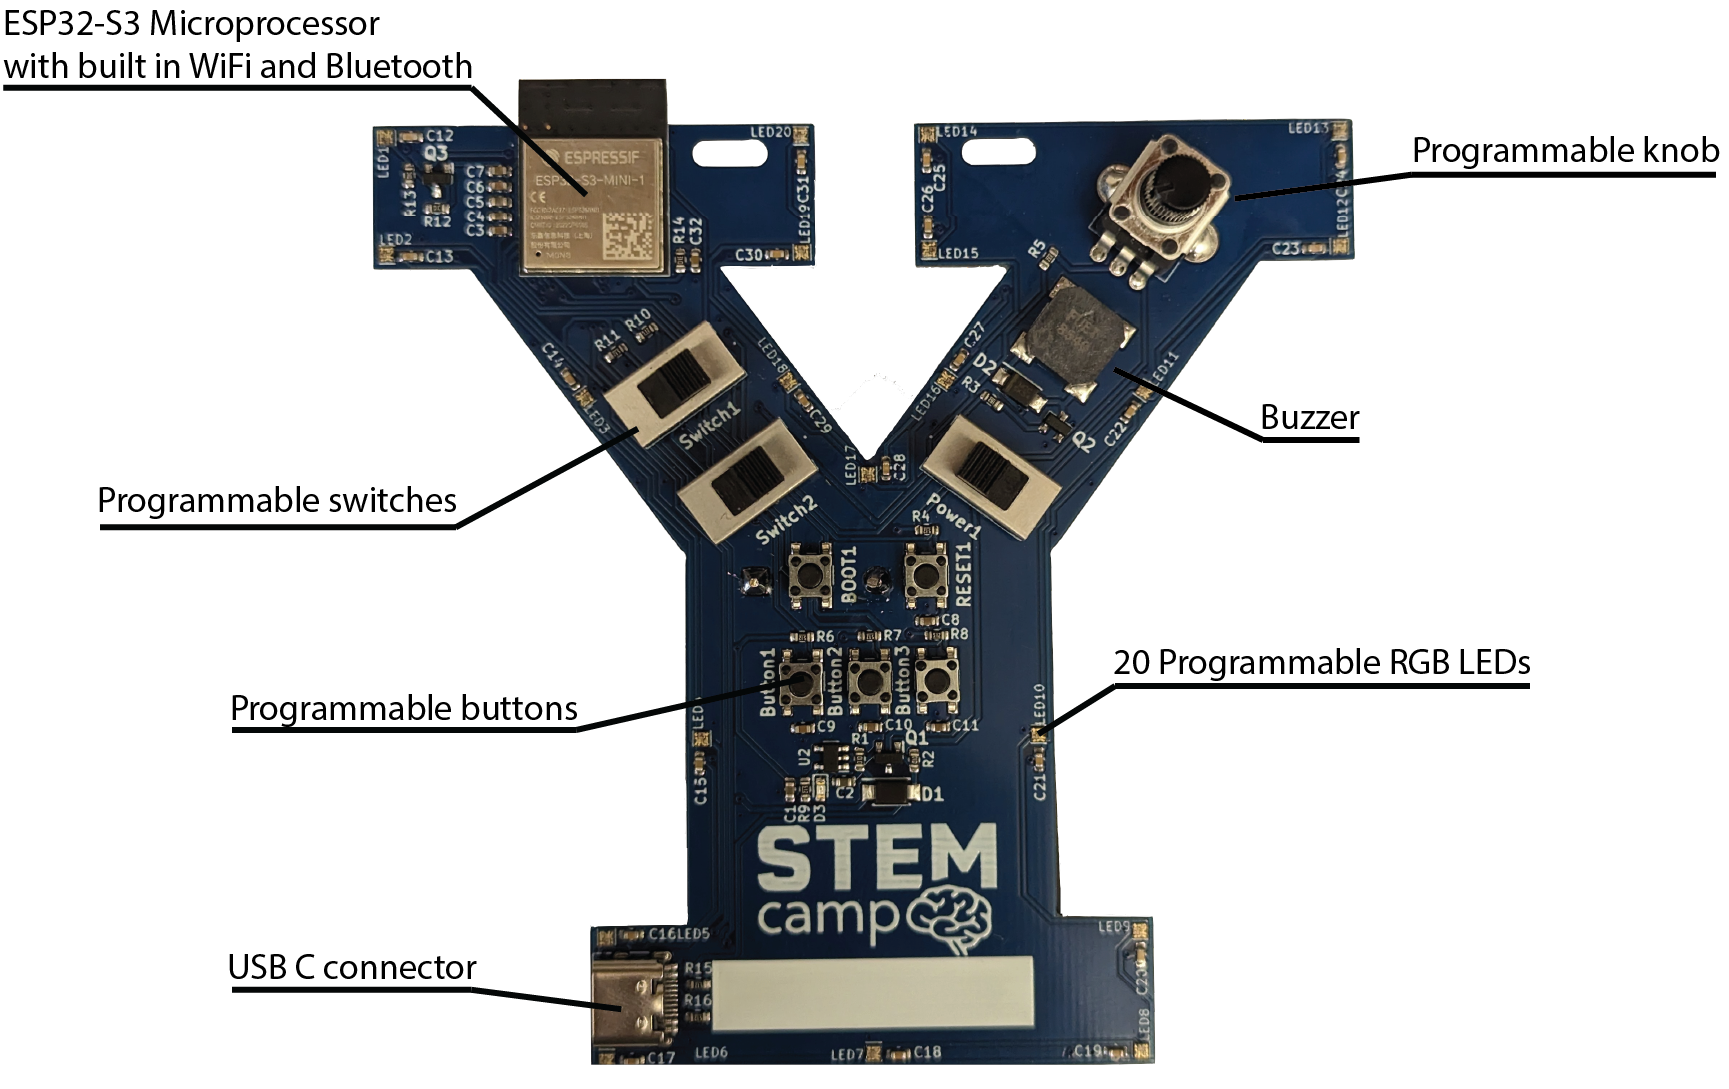 ESP32-S3 Microprocessor
with built in WiFi and Bluetooth
Programmable knob
Buzzer
Programmable switches
20 Programmable RGB LEDs
Programmable buttons
USB C connector
LED1
C12
Q3
R13
R12
C7
C6
C5
C4
C3
LED2
C13
ESPRESSIF
ESP32-S3-MINI-1
CE
LED20
C31
LED19
R14
C32
C30
LED14
C25
C26
LED15
LED13
LED12
C23
R5
R10
R11
C14
LED3
Switch1
Switch2
LED18
C29
LED17
C28
C27
LED16
D2
R3
Q2
LED11
C22
Power1
R4
BOOT1
RESET1
C8
R6
R7
R8
Button1
Button2
Button3
C9
C10
C11
LED10
C21
C15
U2
R1
Q1
R2
C2
D1
C1
R9
D3
STEM
camp
C16
LED5
R15
R16
C17
LED6
LED7
C18
C19
LED8
LED9